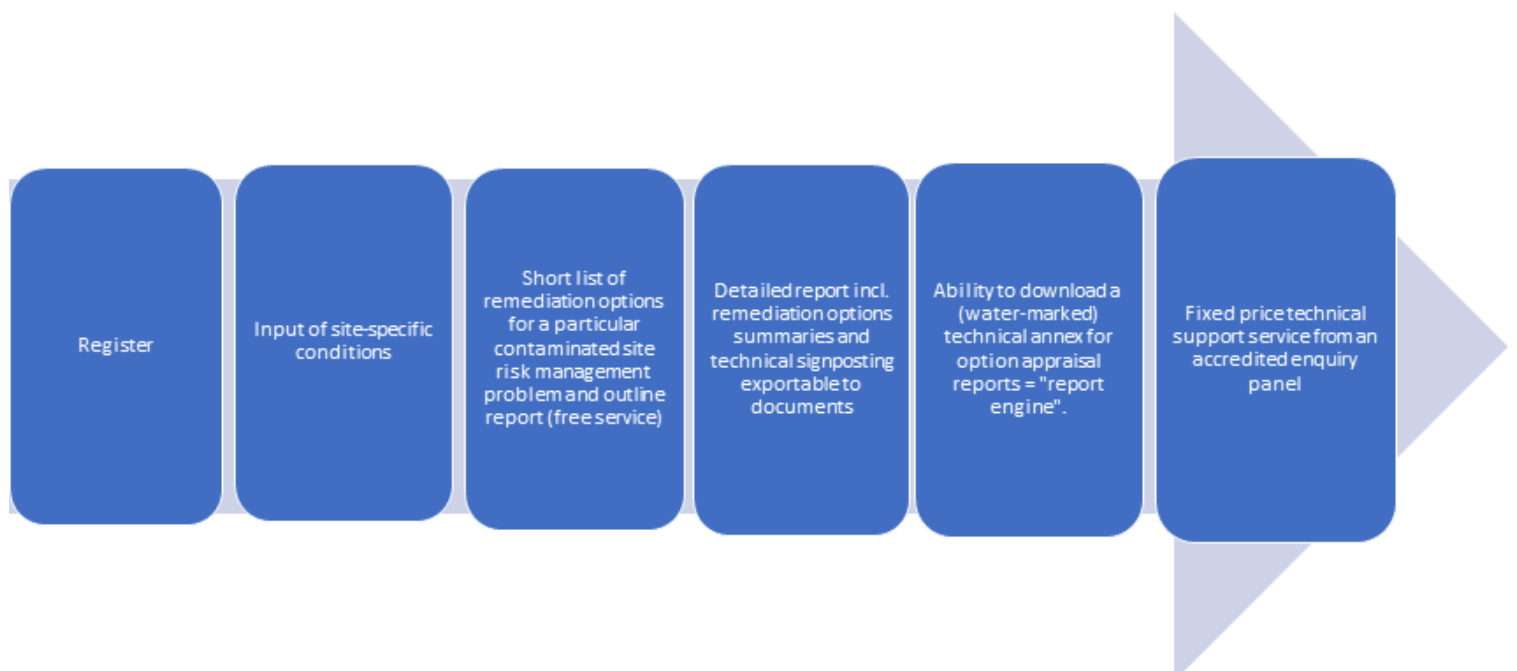 Register
Input of site-specific
conditions
Short list of
remediation options
for a particular
contaminated site
risk management
problem and outline
report (free service)
Detailed report incl.
remediation options
summaries and
technical signposting
exportable to
documents
Ability to download a
(water-marked)
technical annex for
option appraisal
reports = "report
engine".
Fixed price technical
support service from an
accredited enquiry
panel